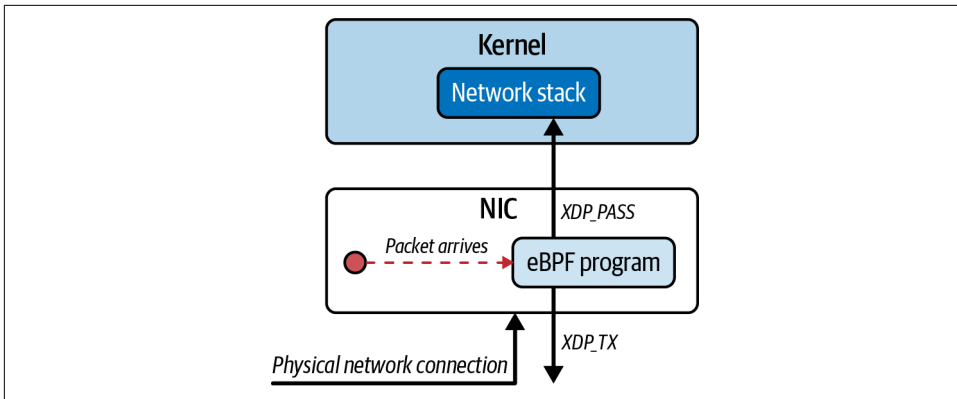 Kernel
Network stack
NIC
XDP_PASS
Packet arrives
eBPF program
XDP_TX
Physical network connection